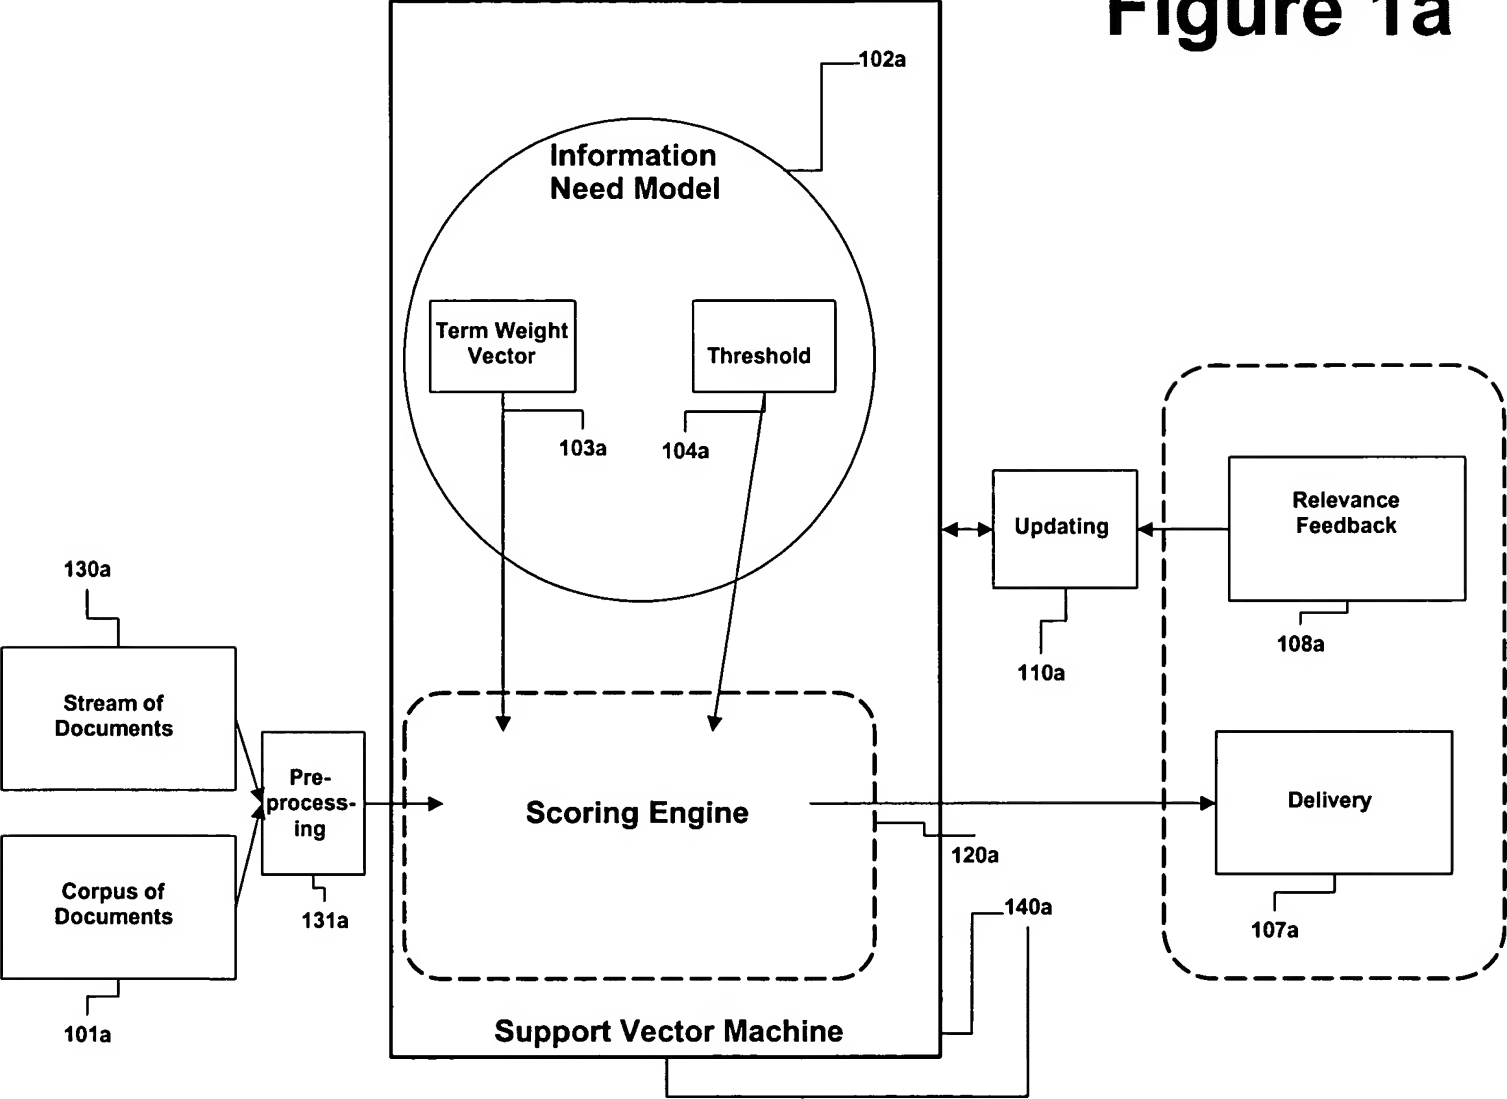 Figure 1a
102a
Information
Need Model
Term Weight
Vector
Threshold
103a
104a
Updating
Relevance
Feedback
108a
110a
130a
Stream of
Documents
Pre-
process-
ing
Scoring Engine
Delivery
120a
Corpus of
Documents
131a
140a
107a
101a
Support Vector Machine